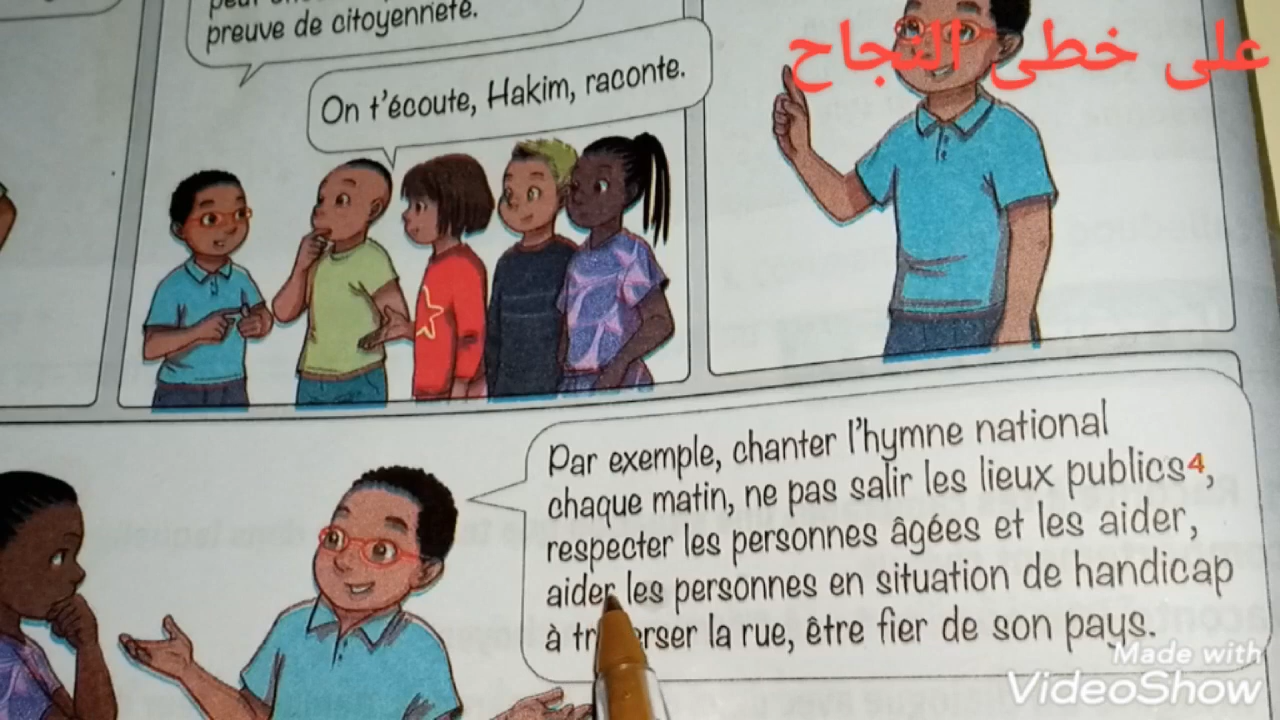 preuve de citoyenneté.
On t'écoute, Hakim, raconte.
على خطى النجاح
Par exemple, chanter l'hymne national
chaque matin, ne pas salir les lieux publics⁴,
respecter les personnes âgées et les aider,
aider les personnes en situation de handicap
à la rue, être fier de son pays.
Made with
VideoShow